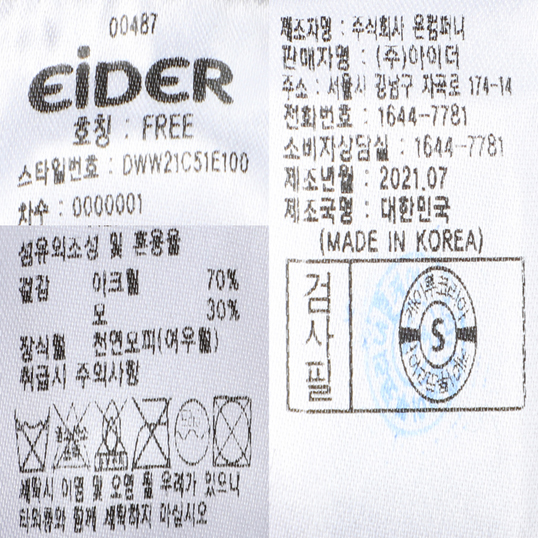 00487
EiDER
호칭 : FREE
스타일번호 : DWW21C51E100
차수 : 0000001
섬유의조성 및 혼용율
겉감 아크릴 70%
모 30%
장식털 천연모피(여우털)
취급시 주의사항
세탁시 이염 및 오염 될 우려가 있으니
타의류와 함께 세탁하지 마십시오
제조자명 : 주식회사 온컴퍼니
판매자명 : (주)아이더
주소 : 서울시 강남구 자곡로 174-14
전화번호 : 1644-7781
소비자상담실 : 1644-7781
제조년월 : 2021.07
제조국명 : 대한민국
(MADE IN KOREA)
검사필
S